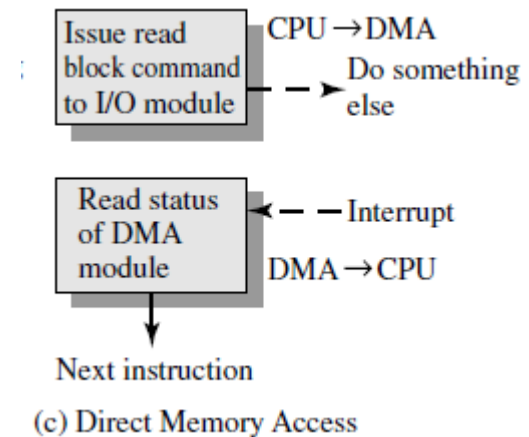 Issue read
block command
to I/O module
CPU → DMA
Do something
else
Read status
of DMA
module
Interrupt
DMA → CPU
Next instruction
(c) Direct Memory Access